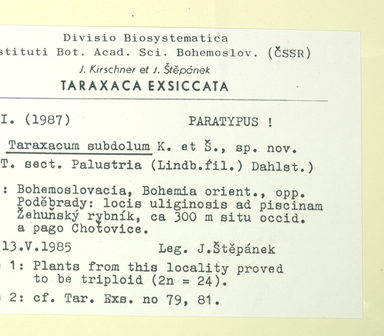 Divisio Biosystematica
stituti Bot. Acad. Sci. Bohemoslov. (ČSSR)
J. Kirschner et J. Štěpánek
TARAXACA EXSICCATA
I. (1987) PARATYPUS !
Taraxacum subdolum K. et Š., sp. nov.
T. sect. Palustria (Lindb.fil.) Dahlst.)
: Bohemoslovacia, Bohemia orient., opp.
Poděbrady: locis uliginosis ad piscinam
Žehuňský rybník, ca 300 m situ occid.
a pago Choťovice.
13.V.1985 Leg. J.Štěpánek
1: Plants from this locality proved
to be triploid (2n = 24).
2: cf. Tar. Exs. no 79, 81.